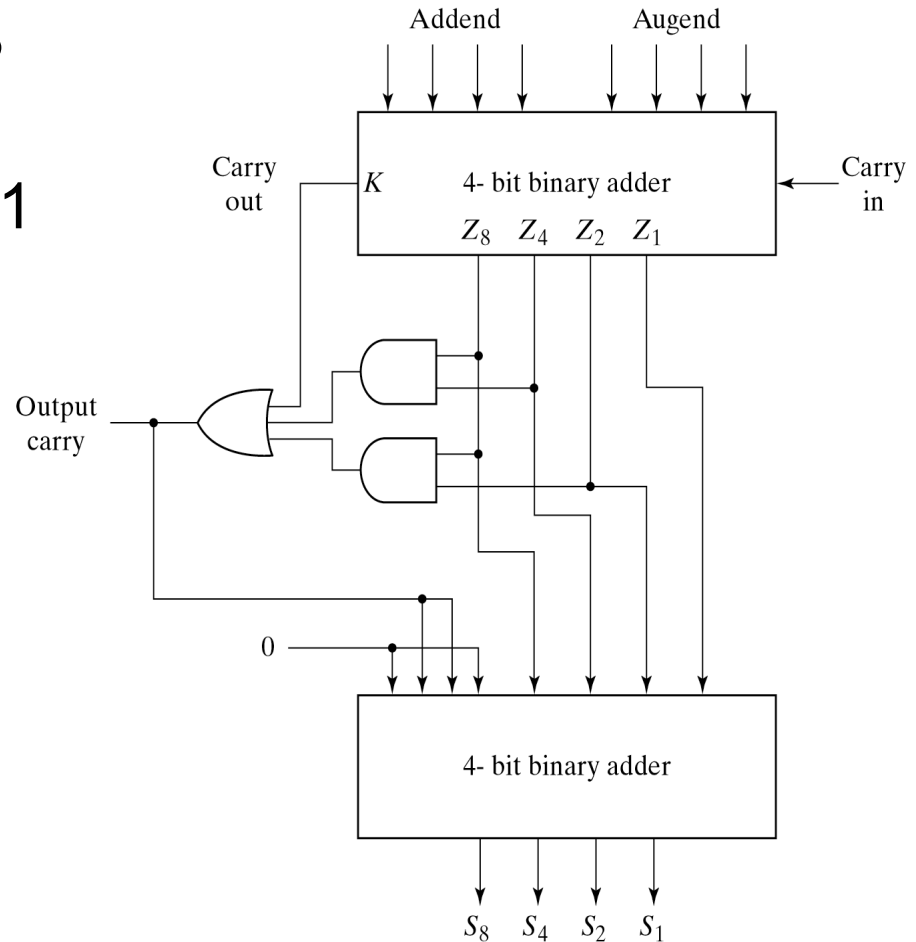 Addend Augend
1
Carry out
K
4- bit binary adder
Carry in
Z8 Z4 Z2 Z1
Output carry
0
4- bit binary adder
S8 S4 S2 S1